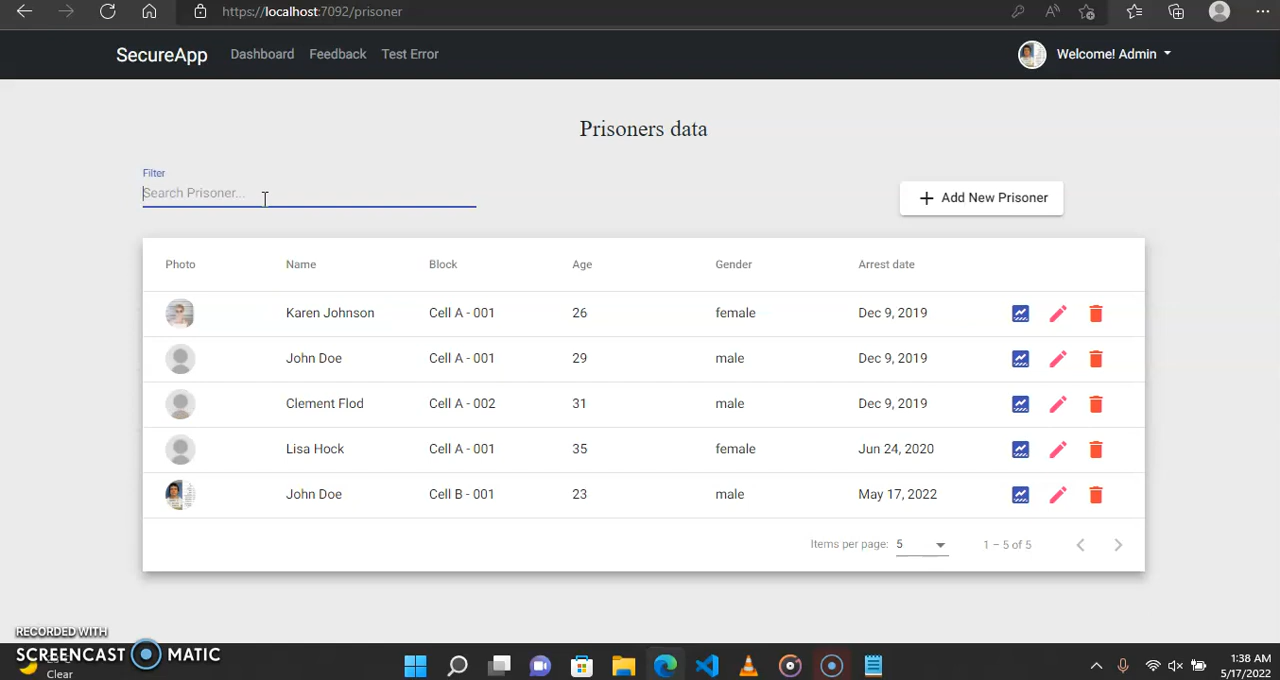 https://localhost:7092/prisoner
SecureApp Dashboard Feedback Test Error Welcome! Admin
Prisoners data
Filter
Search Prisoner...
Add New Prisoner
Photo Name Block Age Gender Arrest date
Karen Johnson Cell A - 001 26 female Dec 9, 2019
John Doe Cell A - 001 29 male Dec 9, 2019
Clement Flod Cell A - 002 31 male Dec 9, 2019
Lisa Hock Cell A - 001 35 female Jun 24, 2020
John Doe Cell B - 001 23 male May 17, 2022
Items per page: 5 1 – 5 of 5
RECORDED WITH
SCREENCAST MATIC
Clear
1:38 AM
5/17/2022